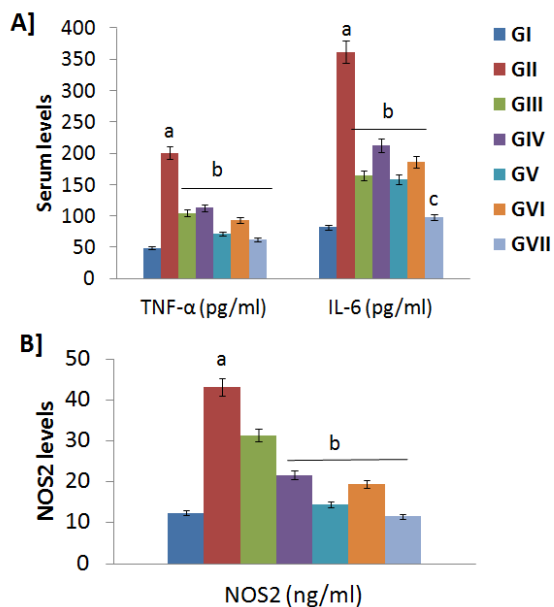 A]
Serum levels
400
350
300
250
200
150
100
50
0
a
b
a
b
c
TNF-α (pg/ml)
IL-6 (pg/ml)
GI
GII
GIII
GIV
GV
GVI
GVII
B]
NOS2 levels
50
40
30
20
10
0
a
b
NOS2 (ng/ml)